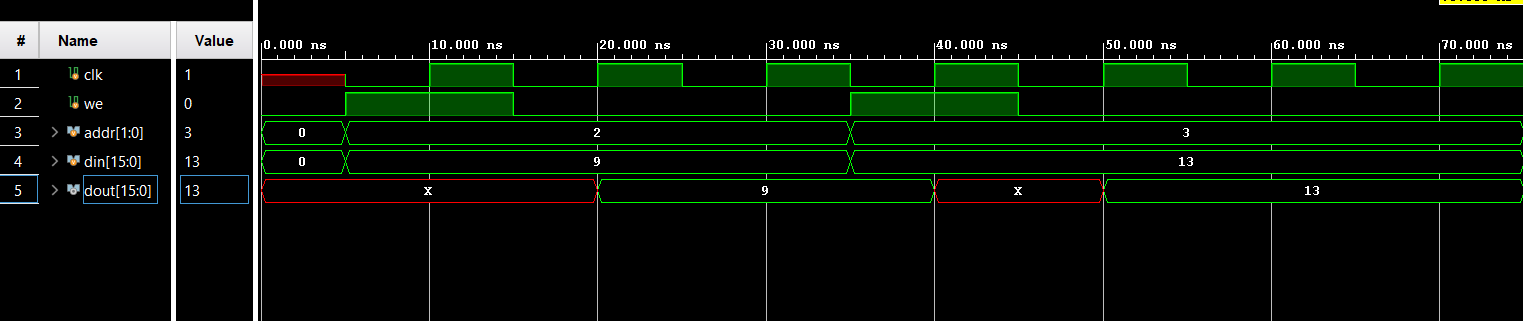 # Name Value 0.000 ns 10.000 ns 20.000 ns 30.000 ns 40.000 ns 50.000 ns 60.000 ns 70.000 ns
1 clk 1
2 we 0
3 addr[1:0] 3 0 2 3
4 din[15:0] 13 0 9 13
5 dout[15:0] 13 X 9 X 13